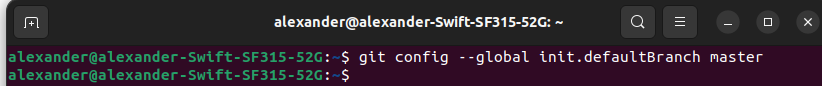 alexander@alexander-Swift-SF315-52G: ~
alexander@alexander-Swift-SF315-52G:~$ git config --global init.defaultBranch master
alexander@alexander-Swift-SF315-52G:~$